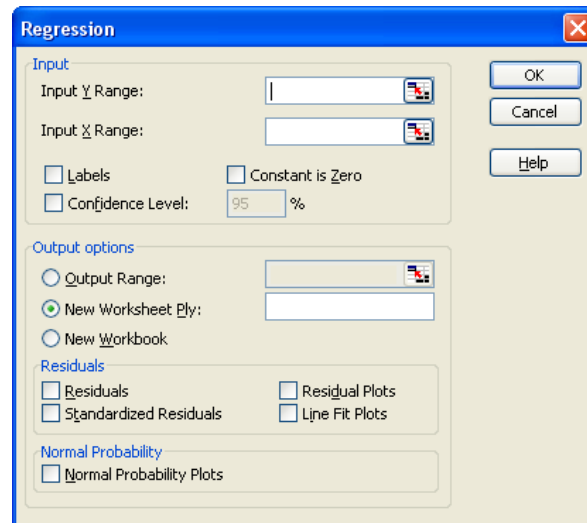 Regression
Input
Input Y Range:
Input X Range:
Labels
Constant is Zero
Confidence Level:
95
%
OK
Cancel
Help
Output options
Output Range:
New Worksheet Ply:
New Workbook
Residuals
Residuals
Residual Plots
Standardized Residuals
Line Fit Plots
Normal Probability
Normal Probability Plots